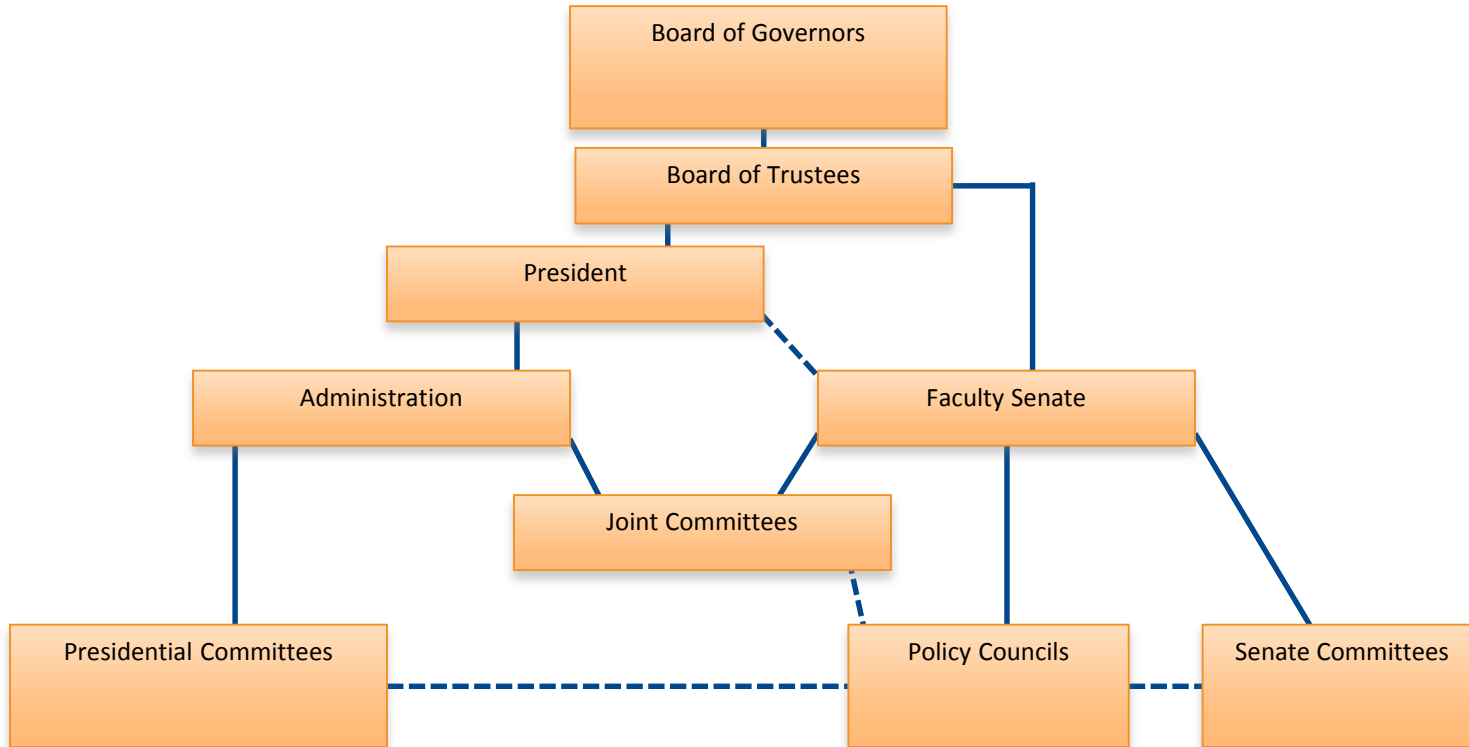 Board of Governors
Board of Trustees
President
Administration
Faculty Senate
Joint Committees
Presidential Committees
Policy Councils
Senate Committees